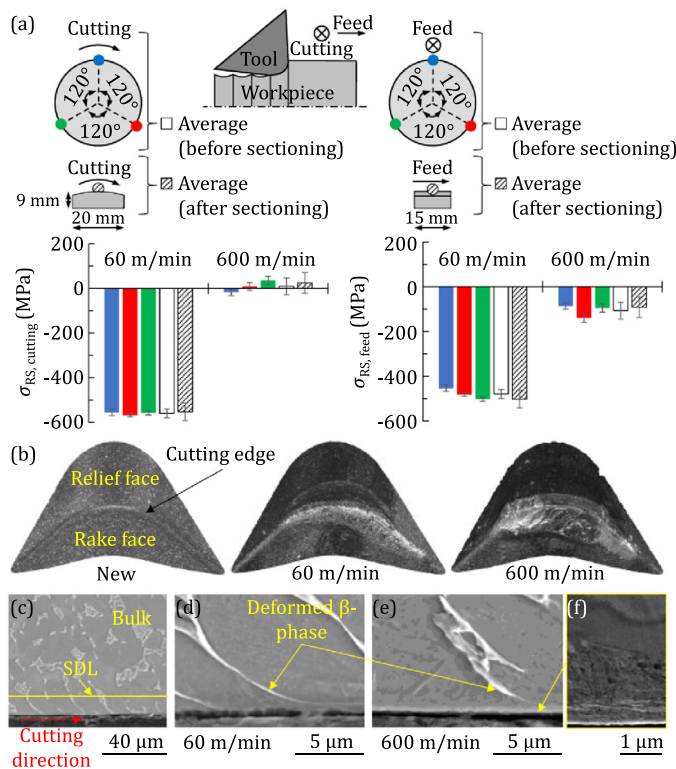 (a)
Cutting
120°
120°
120°
Average
(before sectioning)
Cutting
9 mm
20 mm
Average
(after sectioning)
Feed
Cutting
Tool
Workpiece
Feed
120°
120°
120°
Average
(before sectioning)
Feed
15 mm
Average
(after sectioning)
200
0
-200
-400
-600
σRS,cutting (MPa)
60 m/min
600 m/min
200
0
-200
-400
-600
σRS,feed (MPa)
60 m/min
600 m/min
(b)
Relief face
Cutting edge
Rake face
New
60 m/min
600 m/min
(c)
Bulk
SDL
Cutting
direction
40 µm
(d)
Deformed β-
phase
60 m/min
5 µm
(e)
600 m/min
5 µm
(f)
1 µm